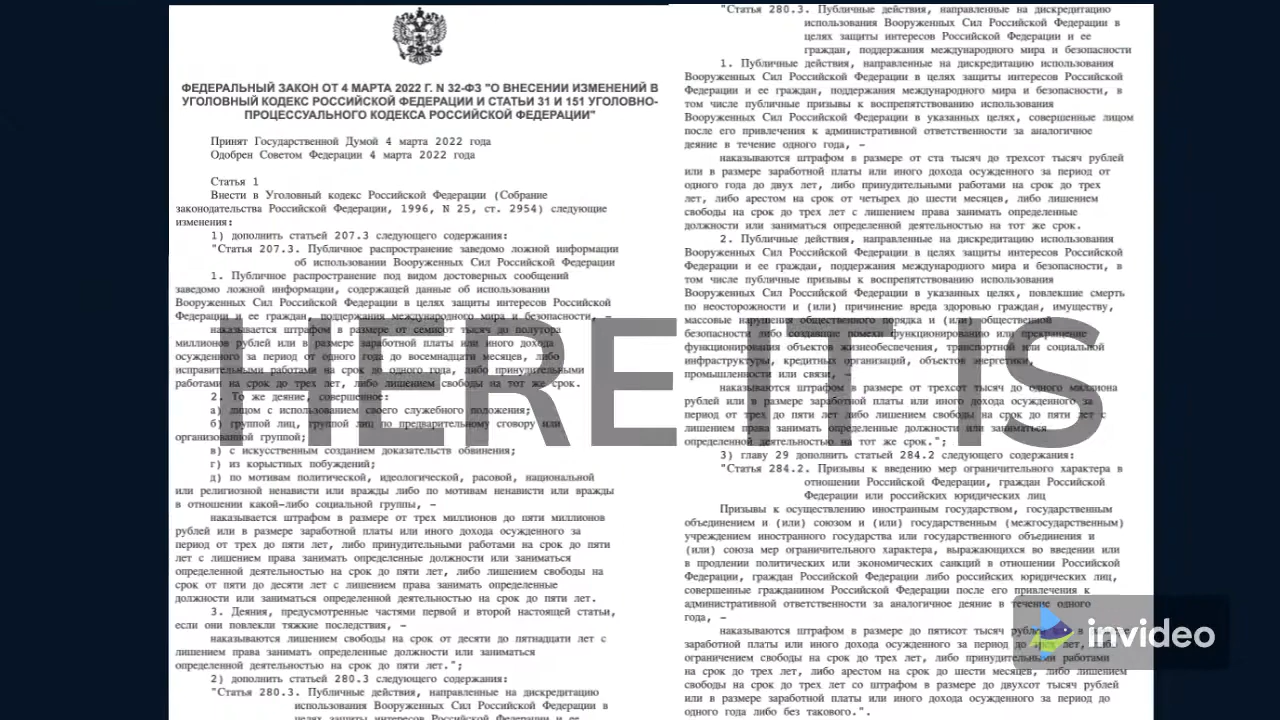 ФЕДЕРАЛЬНЫЙ ЗАКОН ОТ 4 МАРТА 2022 Г. N 32-ФЗ "О ВНЕСЕНИИ ИЗМЕНЕНИЙ В
УГОЛОВНЫЙ КОДЕКС РОССИЙСКОЙ ФЕДЕРАЦИИ И СТАТЬИ 31 И 151 УГОЛОВНО-
ПРОЦЕССУАЛЬНОГО КОДЕКСА РОССИЙСКОЙ ФЕДЕРАЦИИ"
Принят Государственной Думой 4 марта 2022 года
Одобрен Советом Федерации 4 марта 2022 года
Статья 1
Внести в Уголовный кодекс Российской Федерации (Собрание
законодательства Российской Федерации, 1996, N 25, ст. 2954) следующие
изменения:
1) дополнить статьей 207.3 следующего содержания:
"Статья 207.3. Публичное распространение заведомо ложной информации
об использовании Вооруженных Сил Российской Федерации
1. Публичное распространение под видом достоверных сообщений
заведомо ложной информации, содержащей данные об использовании
Вооруженных Сил Российской Федерации в целях защиты интересов Российской
Федерации и ее граждан, поддержания международного мира и безопасности, -
наказывается штрафом в размере от семисот тысяч до полутора
миллионов рублей или в размере заработной платы или иного дохода
осужденного за период от одного года до восемнадцати месяцев, либо
исправительными работами на срок до одного года, либо принудительными
работами на срок до трех лет, либо лишением свободы на тот же срок.
2. То же деяние, совершенное:
а) лицом с использованием своего служебного положения;
б) группой лиц, группой лиц по предварительному сговору или
организованной группой;
в) с искусственным созданием доказательств обвинения;
г) из корыстных побуждений;
д) по мотивам политической, идеологической, расовой, национальной
или религиозной ненависти или вражды либо по мотивам ненависти или вражды
в отношении какой-либо социальной группы, -
наказывается штрафом в размере от трех миллионов до пяти миллионов
рублей или в размере заработной платы или иного дохода осужденного за
период от трех до пяти лет, либо принудительными работами на срок до пяти
лет с лишением права занимать определенные должности или заниматься
определенной деятельностью на срок до пяти лет, либо лишением свободы на
срок от пяти до десяти лет с лишением права занимать определенные
должности или заниматься определенной деятельностью на срок до пяти лет.
3. Деяния, предусмотренные частями первой и второй настоящей статьи,
если они повлекли тяжкие последствия, -
наказываются лишением свободы на срок от десяти до пятнадцати лет с
лишением права занимать определенные должности или заниматься
определенной деятельностью на срок до пяти лет.";
2) дополнить статьей 280.3 следующего содержания:
"Статья 280.3. Публичные действия, направленные на дискредитацию
использования Вооруженных Сил Российской Федерации в
целях защиты интересов Российской Федерации и ее
"Статья 280.3. Публичные действия, направленные на дискредитацию
использования Вооруженных Сил Российской Федерации в
целях защиты интересов Российской Федерации и ее
граждан, поддержания международного мира и безопасности
1. Публичные действия, направленные на дискредитацию использования
Вооруженных Сил Российской Федерации в целях защиты интересов Российской
Федерации и ее граждан, поддержания международного мира и безопасности, в
том числе публичные призывы к воспрепятствованию использования
Вооруженных Сил Российской Федерации в указанных целях, совершенные лицом
после его привлечения к административной ответственности за аналогичное
деяние в течение одного года, -
наказываются штрафом в размере от ста тысяч до трехсот тысяч рублей
или в размере заработной платы или иного дохода осужденного за период от
одного года до двух лет, либо принудительными работами на срок до трех
лет, либо арестом на срок от четырех до шести месяцев, либо лишением
свободы на срок до трех лет с лишением права занимать определенные
должности или заниматься определенной деятельностью на тот же срок.
2. Публичные действия, направленные на дискредитацию использования
Вооруженных Сил Российской Федерации в целях защиты интересов Российской
Федерации и ее граждан, поддержания международного мира и безопасности, в
том числе публичные призывы к воспрепятствованию использования
Вооруженных Сил Российской Федерации в указанных целях, повлекшие смерть
по неосторожности и (или) причинение вреда здоровью граждан, имуществу,
массовые нарушения общественного порядка и (или) общественной
безопасности либо создавшие помехи функционированию или прекращение
функционирования объектов жизнеобеспечения, транспортной или социальной
инфраструктуры, кредитных организаций, объектов энергетики,
промышленности или связи, -
наказываются штрафом в размере от трехсот тысяч до одного миллиона
рублей или в размере заработной платы или иного дохода осужденного за
период от трех до пяти лет либо лишением свободы на срок до пяти лет с
лишением права занимать определенные должности или заниматься
определенной деятельностью на тот же срок.";
3) главу 29 дополнить статьей 284.2 следующего содержания:
"Статья 284.2. Призывы к введению мер ограничительного характера в
отношении Российской Федерации, граждан Российской
Федерации или российских юридических лиц
Призывы к осуществлению иностранным государством, государственным
объединением и (или) союзом и (или) государственным (межгосударственным)
учреждением иностранного государства или государственного объединения и
(или) союза мер ограничительного характера, выражающихся во введении или
в продлении политических или экономических санкций в отношении Российской
Федерации, граждан Российской Федерации либо российских юридических лиц,
совершенные гражданином Российской Федерации после его привлечения к
административной ответственности за аналогичное деяние в течение одного
года, -
наказываются штрафом в размере до пятисот тысяч рублей в
заработной платы или иного дохода осужденного за период до трех лет, либо
ограничением свободы на срок до трех лет, либо принудительными работами
на срок до трех лет, либо арестом на срок до шести месяцев, либо лишением
свободы на срок до трех лет со штрафом в размере до двухсот тысяч рублей
или в размере заработной платы или иного дохода осужденного за период до
одного года либо без такового.".
HERE IT IS
invideo